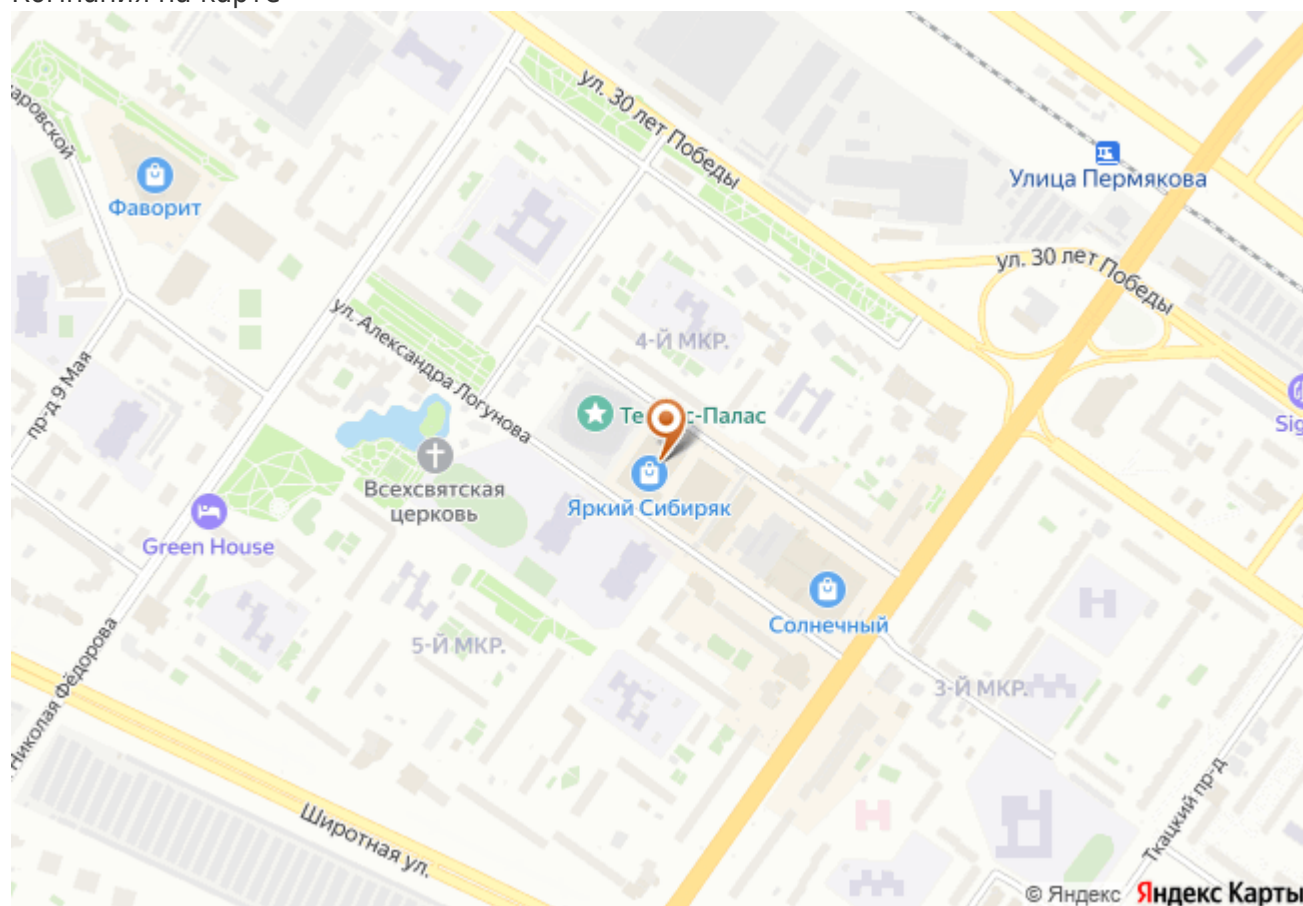 ул. 30 лет Победы
Улица Пермякова
Фаворит
ул. 30 лет Победы
ул. Александра Логунова
4-Й МКР.
пр-д 9 Мая
-Палас
Всехсвятская
церковь
Яркий Сибиряк
Green House
Солнечный
5-Й МКР.
3-Й МКР.
Николая Фёдорова
Широтная ул.
Ткацкий пр-д
© Яндекс Яндекс Карты